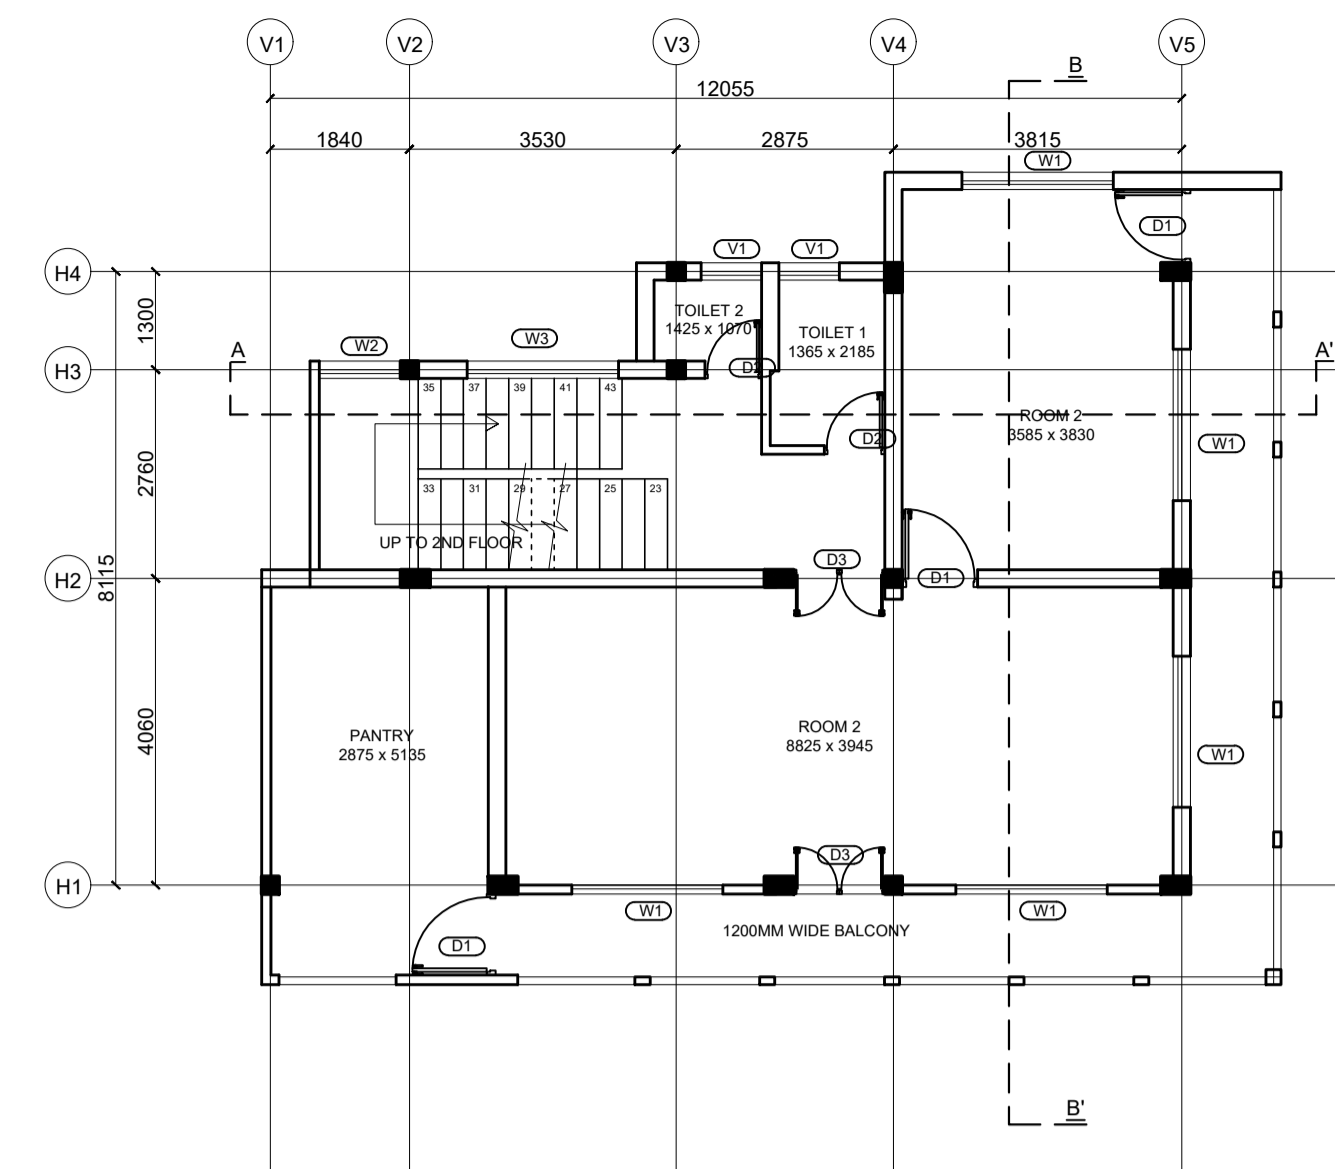 V1 V2 V3 V4 V5
B
12055
1840 3530 2875 3815
W1
D1
V1 V1
H4
TOILET 2
1425 x 1070
TOILET 1
1365 x 2185
1300
W2 W3
A A'
H3
D2
35 37 39 41 43
ROOM 2
3585 x 3830
D2
W1
2760
33 31 29 27 25 23
UP TO 2ND FLOOR
D3
D1
H2
8115
4060
PANTRY
2875 x 5135
ROOM 2
8825 x 3945
W1
D3
H1
W1 W1
1200MM WIDE BALCONY
D1
B'